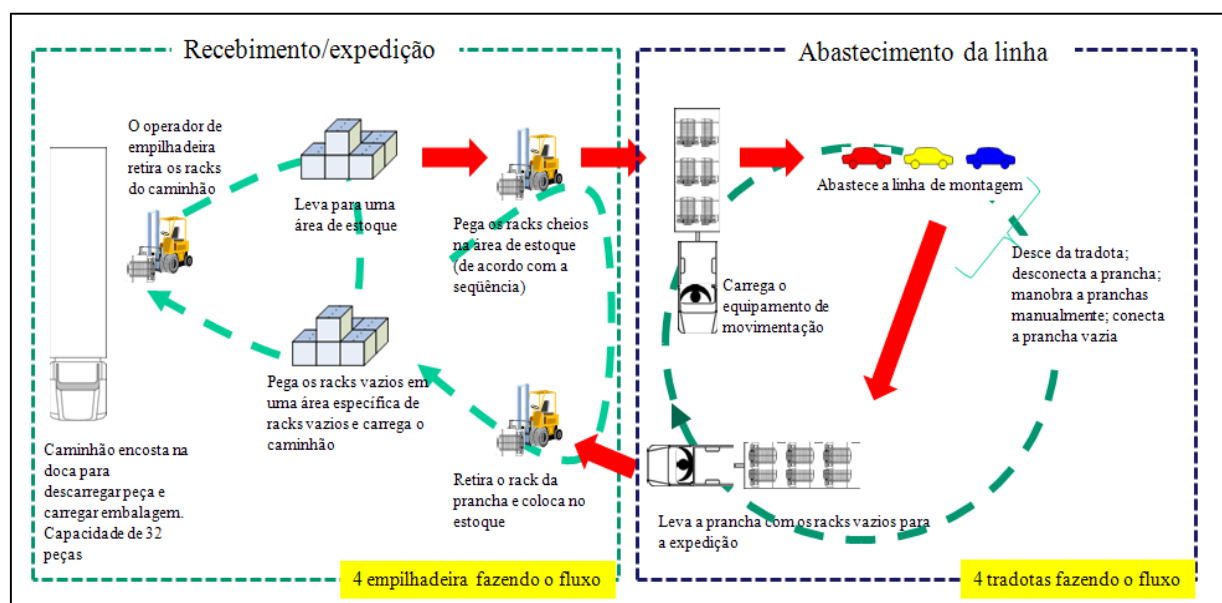 Recebimento/expedição
O operador de
empilhadeira
retira os racks
do caminhão
Leva para uma
área de estoque
Pega os racks cheios
na área de estoque
(de acordo com a
seqüência)
Pega os racks vazios em
uma área específica de
racks vazios e carrega o
caminhão
Caminhão encosta na
doca para
descarregar peça e
carregar embalagem.
Capacidade de 32
peças
Retira o rack da
prancha e coloca no
estoque
4 empilhadeira fazendo o fluxo
Abastecimento da linha
Abastece a linha de montagem
Carrega o
equipamento de
movimentação
Desce da tradota;
desconecta a prancha;
manobra a pranchas
manualmente; conecta
a prancha vazia
Leva a prancha com os racks vazios para
a expedição
4 tradotas fazendo o fluxo